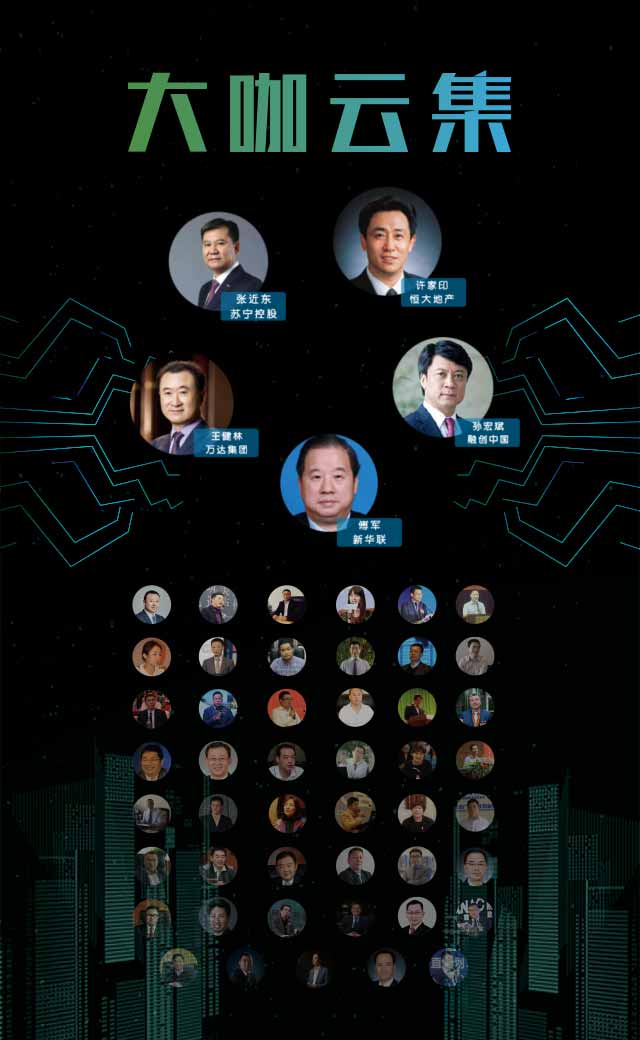 大咖云集
张近东
苏宁控股
许家印
恒大地产
王健林
万达集团
孙宏斌
融创中国
傅军
新华联